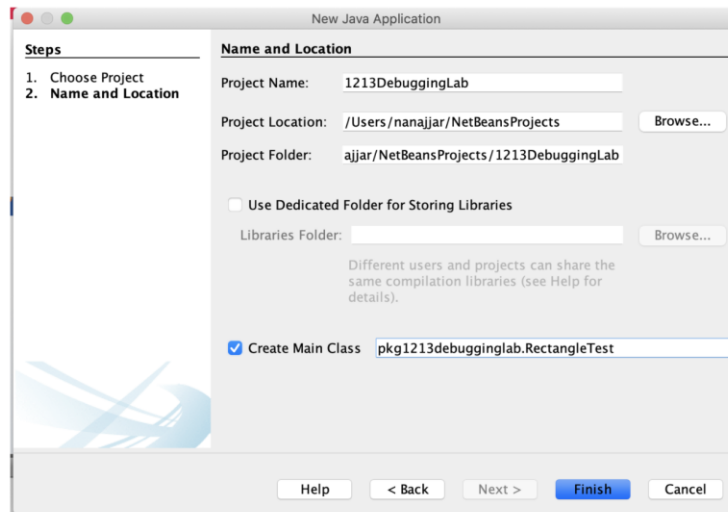 New Java Application
Steps
1. Choose Project
2. Name and Location
Name and Location
Project Name: 1213DebuggingLab
Project Location: /Users/nanajjar/NetBeansProjects Browse...
Project Folder: ajjar/NetBeansProjects/1213DebuggingLab
Use Dedicated Folder for Storing Libraries
Libraries Folder: Browse...
Different users and projects can share the
same compilation libraries (see Help for
details).
Create Main Class pkg1213debugginglab.RectangleTest
Help < Back Next > Finish Cancel